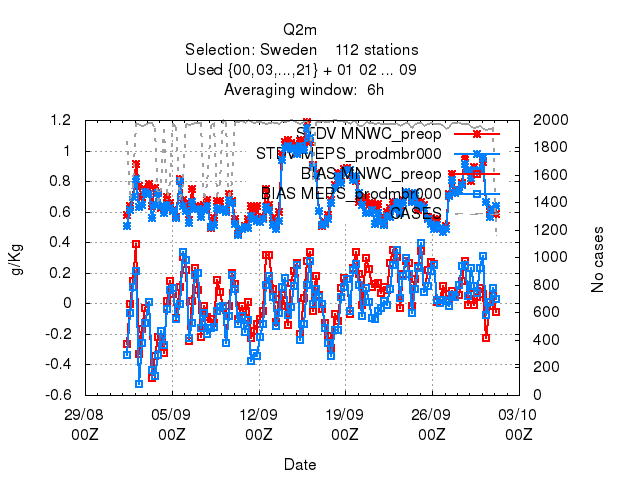 Q2m
Selection: Sweden 112 stations
Used {00,03,...,21} + 01 02 ... 09
Averaging window: 6h
1.2
1
0.8
0.6
0.4
0.2
0
-0.2
-0.4
-0.6
g/Kg
STDV MNWC_preop
STDV MEPS_prodmbr000
BIAS MNWC_preop
BIAS MEPS_prodmbr000
CASES
2000
1800
1600
1400
1200
1000
800
600
400
200
0
No cases
29/08 05/09 12/09 19/09 26/09 03/10
00Z 00Z 00Z 00Z 00Z 00Z
Date